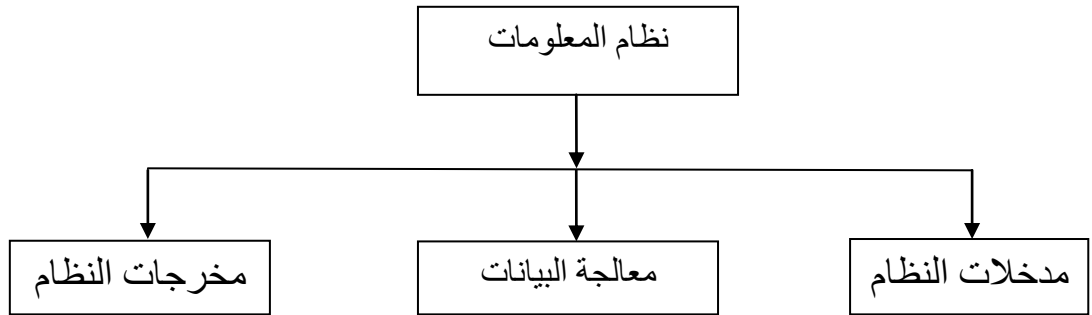 نظام المعلومات
مدخلات النظام
معالجة البيانات
مخرجات النظام